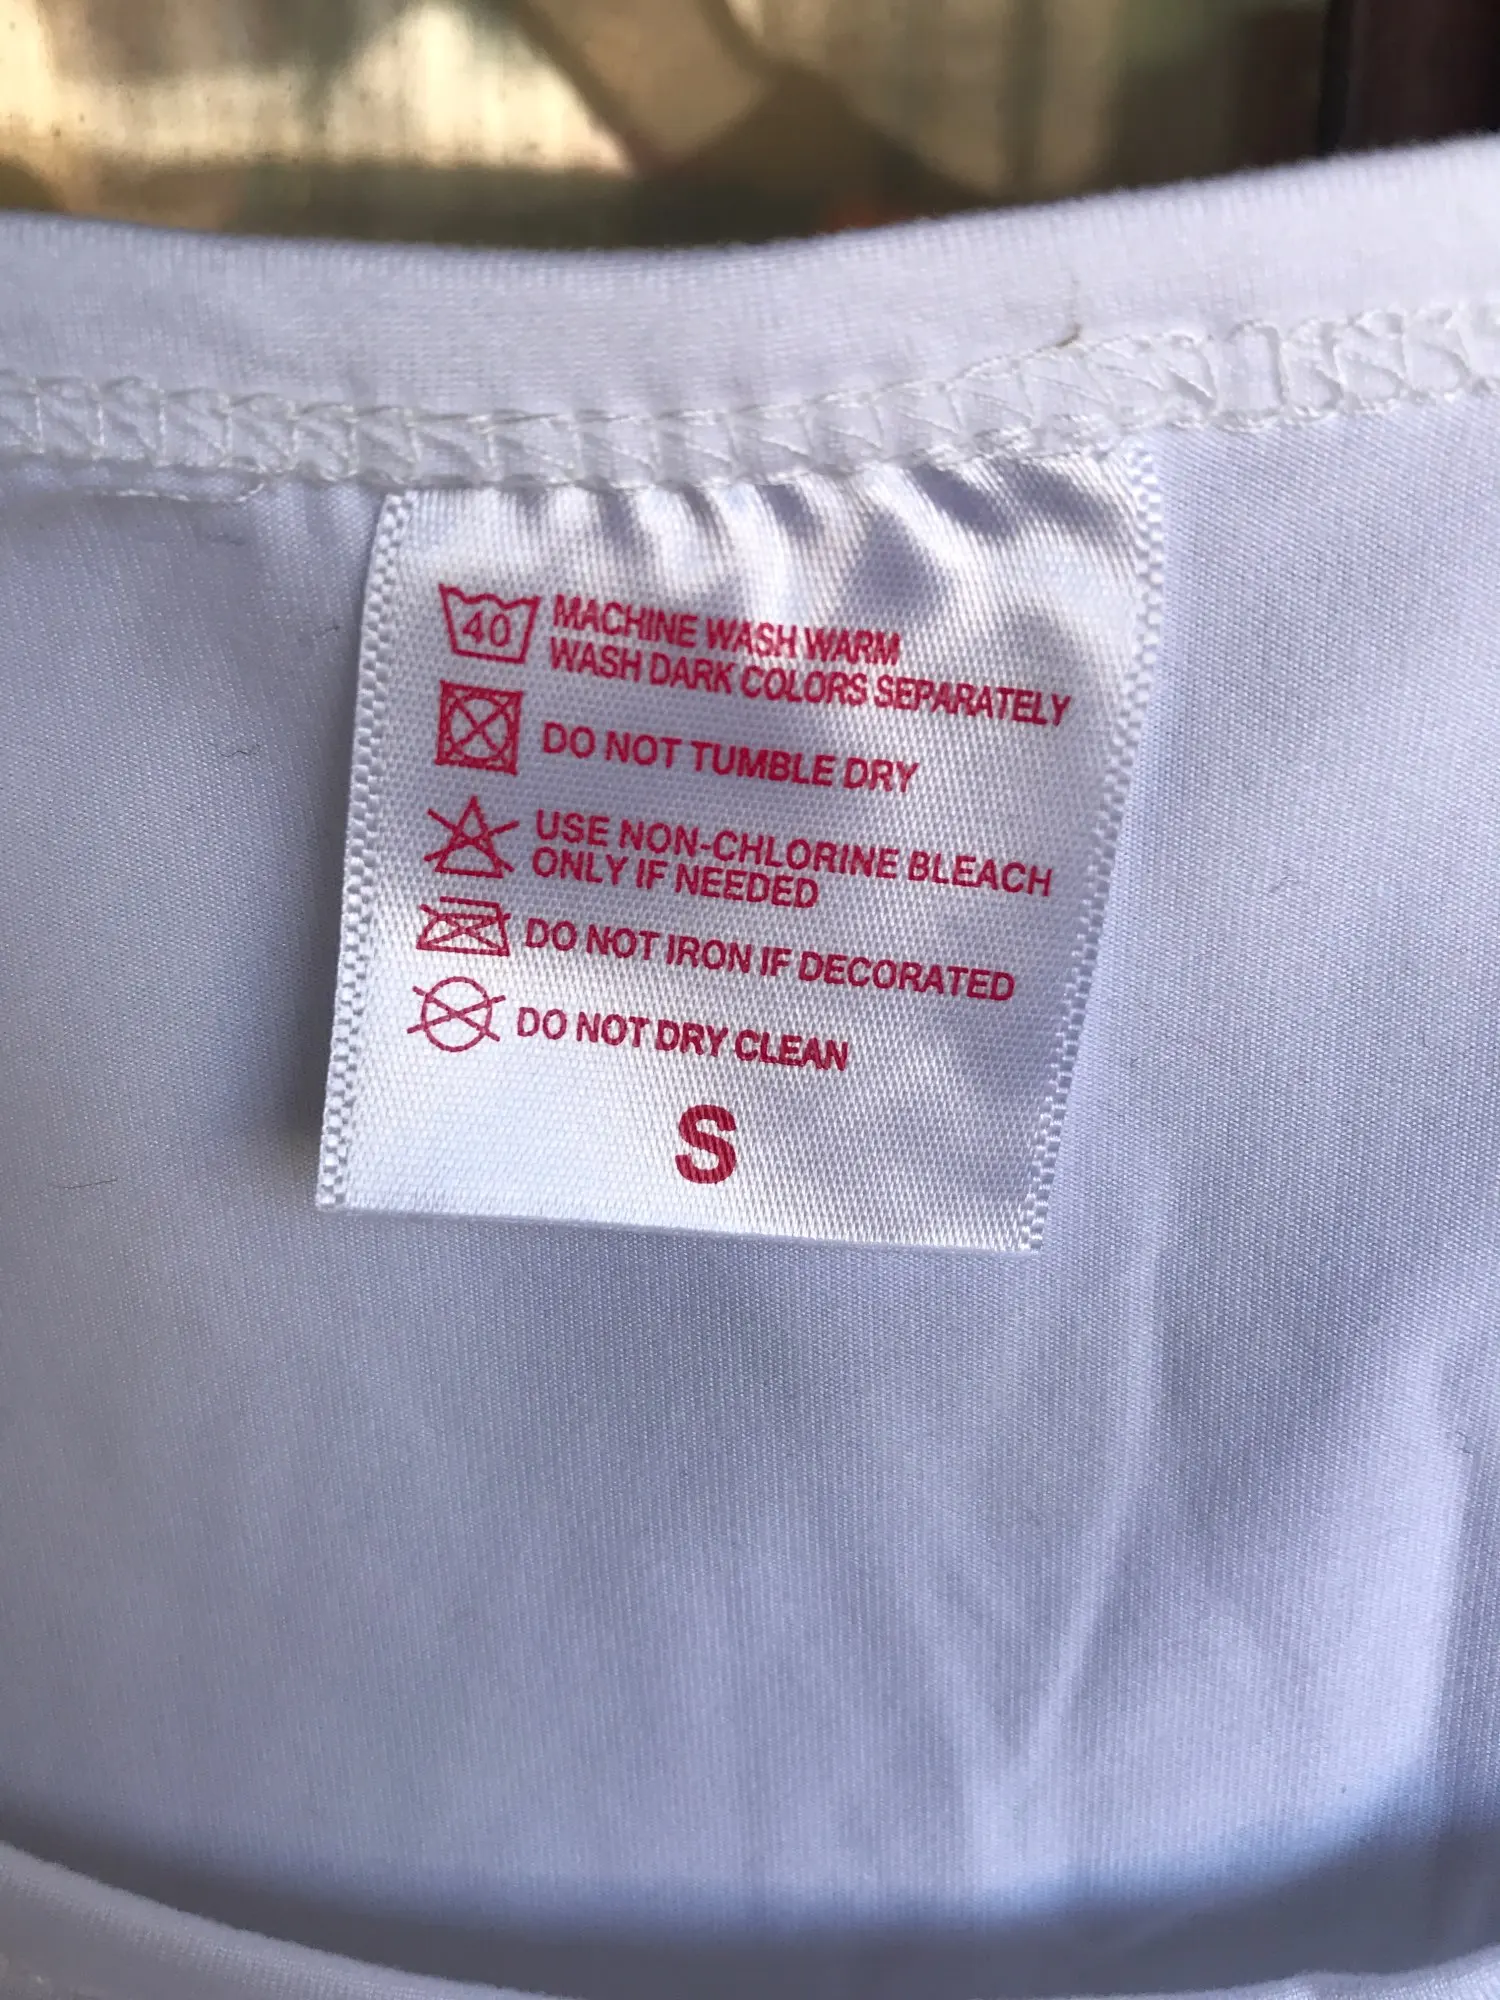 40 MACHINE WASH WARM
WASH DARK COLORS SEPARATELY
DO NOT TUMBLE DRY
USE NON-CHLORINE BLEACH
ONLY IF NEEDED
DO NOT IRON IF DECORATED
DO NOT DRY CLEAN
S